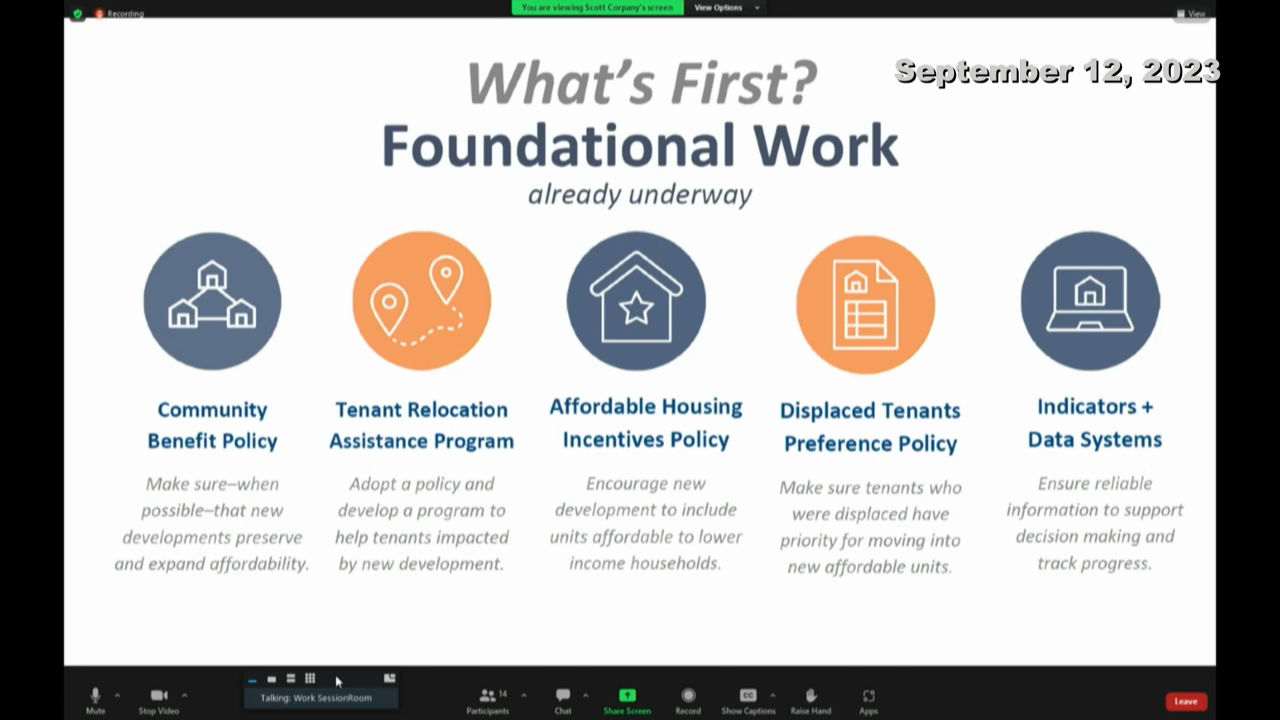 Recording
You are viewing Scott Corpany's screen
View Options
View
September 12, 2023
What's First?
Foundational Work
already underway
Community
Benefit Policy
Make sure–when
possible–that new
developments preserve
and expand affordability.
Tenant Relocation
Assistance Program
Adopt a policy and
develop a program to
help tenants impacted
by new development.
Affordable Housing
Incentives Policy
Encourage new
development to include
units affordable to lower
income households.
Displaced Tenants
Preference Policy
Make sure tenants who
were displaced have
priority for moving into
new affordable units.
Indicators +
Data Systems
Ensure reliable
information to support
decision making and
track progress.
Talking: Work SessionRoom
Mute
Stop Video
Participants
14
Chat
Share Screen
Record
CC
Show Captions
Raise Hand
Apps
Leave